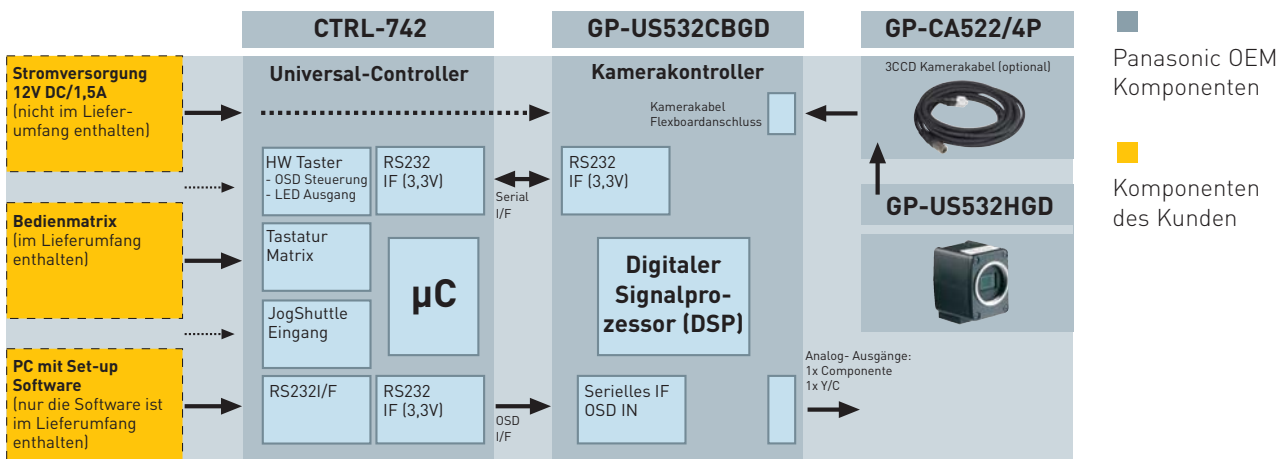 CTRL-742
GP-US532CBGD
GP-CA522/4P
Stromversorgung
12V DC/1,5A
(nicht im Liefer-
umfang enthalten)
Bedienmatrix
(im Lieferumfang
enthalten)
PC mit Set-up
Software
(nur die Software ist
im Lieferumfang
enthalten)
Universal-Controller
HW Taster
- OSD Steuerung
- LED Ausgang
RS232
IF (3,3V)
Tastatur
Matrix
µC
JogShuttle
Eingang
RS232I/F
RS232
IF (3,3V)
Serial
I/F
OSD
I/F
Kamerakontroller
Kamerakabel
Flexboardanschluss
RS232
IF (3,3V)
Digitaler
Signalpro-
zessor (DSP)
Serielles IF
OSD IN
3CCD Kamerakabel (optional)
GP-US532HGD
Analog- Ausgänge:
1x Componente
1x Y/C
Panasonic OEM
Komponenten
Komponenten
des Kunden